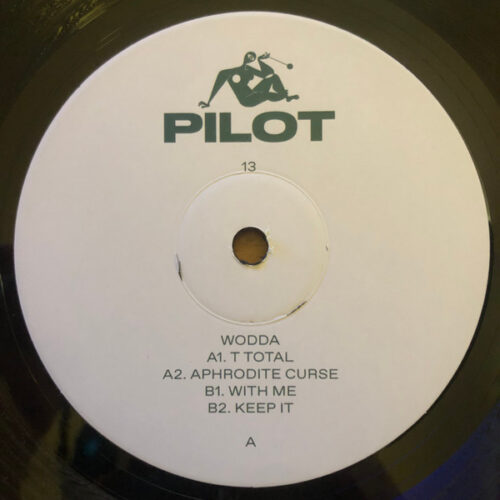 PILOT
13
WODDA
A1. T TOTAL
A2. APHRODITE CURSE
B1. WITH ME
B2. KEEP IT
A